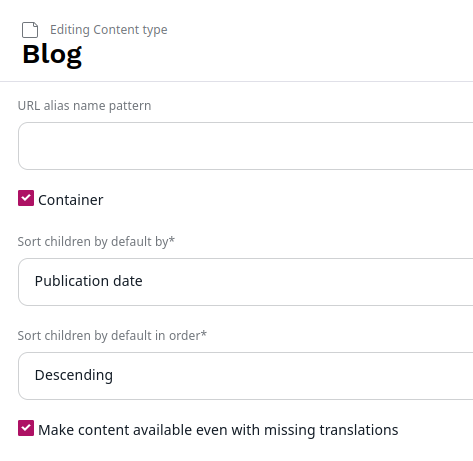 Editing Content type
Blog
URL alias name pattern
Container
Sort children by default by*
Publication date
Sort children by default in order*
Descending
Make content available even with missing translations